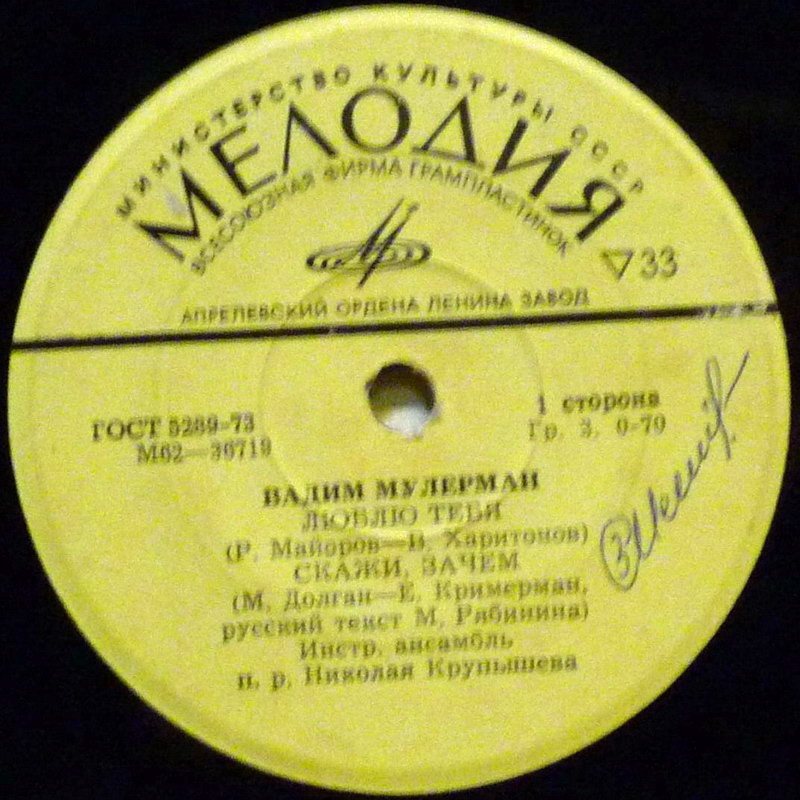 МИНИСТЕРСТВО КУЛЬТУРЫ СССР
МЕЛОДИЯ
ВСЕСОЮЗНАЯ ФИРМА ГРАМПЛАСТИНОК
33
АПРЕЛЕВСКИЙ ОРДЕНА ЛЕНИНА ЗАВОД
ГОСТ 5289-73
М62—36719
1 сторона
Гр. 3. 0-70
ВАДИМ МУЛЕРМАН
ЛЮБЛЮ ТЕБЯ
(Р. Майоров—В. Харитонов)
СКАЖИ, ЗАЧЕМ
(М. Долган—Е. Кримерман,
русский текст М. Рябинина)
Инстр. ансамбль
п. р. Николая Крупышева